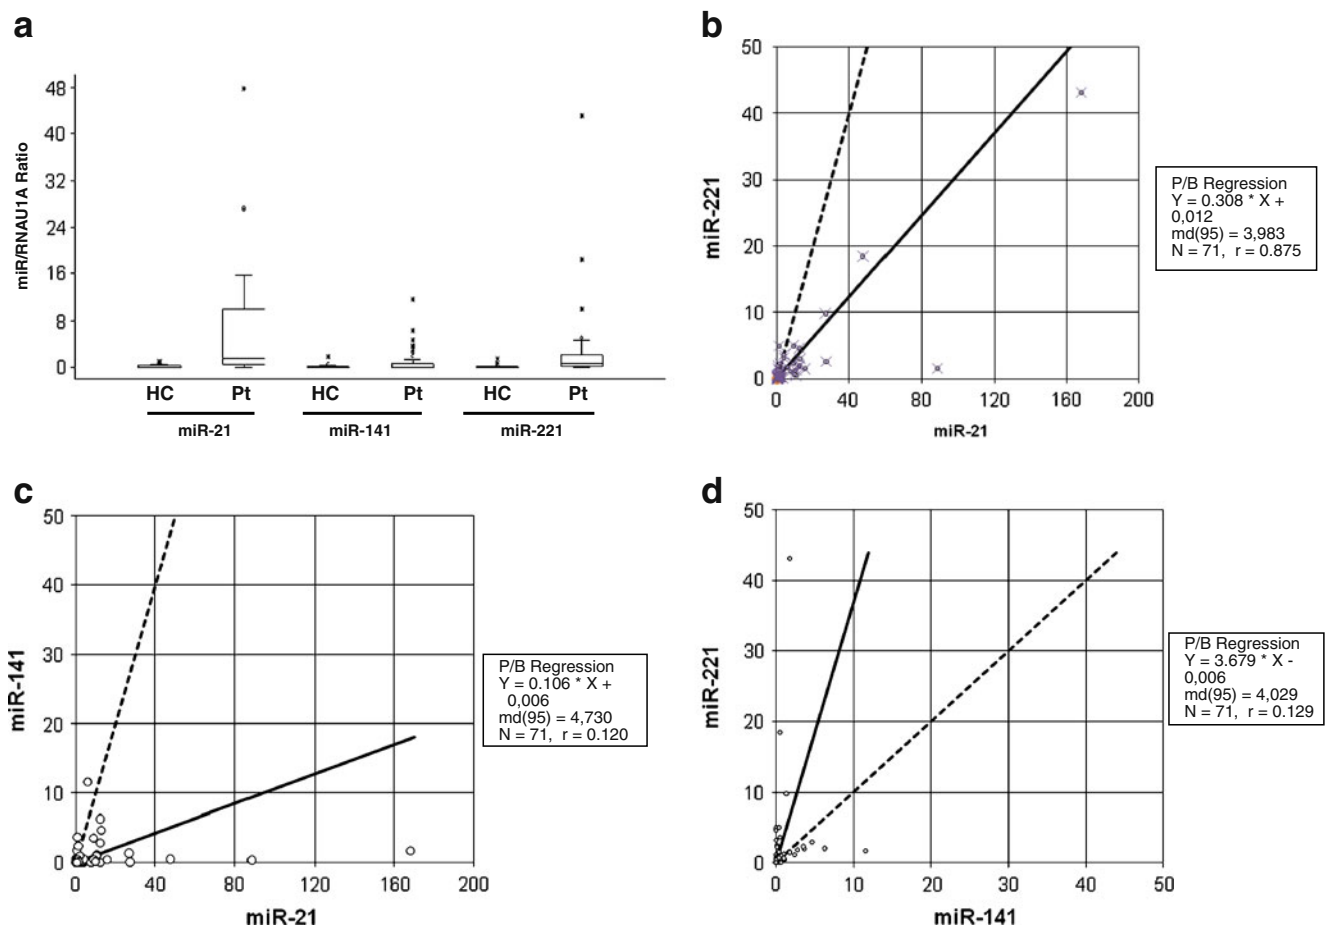 a
48
40
32
24
16
8
0
miR/RNAU1A Ratio
HC
Pt
HC
Pt
HC
Pt
miR-21
miR-141
miR-221
b
50
40
30
20
10
0
miR-221
0
40
80
120
160
200
miR-21
P/B Regression
Y = 0.308 * X +
0,012
md(95) = 3,983
N = 71, r = 0.875
c
50
40
30
20
10
0
miR-141
0
40
80
120
160
200
miR-21
P/B Regression
Y = 0.106 * X +
0,006
md(95) = 4,730
N = 71, r = 0.120
d
50
40
30
20
10
0
miR-221
0
10
20
30
40
50
miR-141
P/B Regression
Y = 3.679 * X -
0,006
md(95) = 4,029
N = 71, r = 0.129